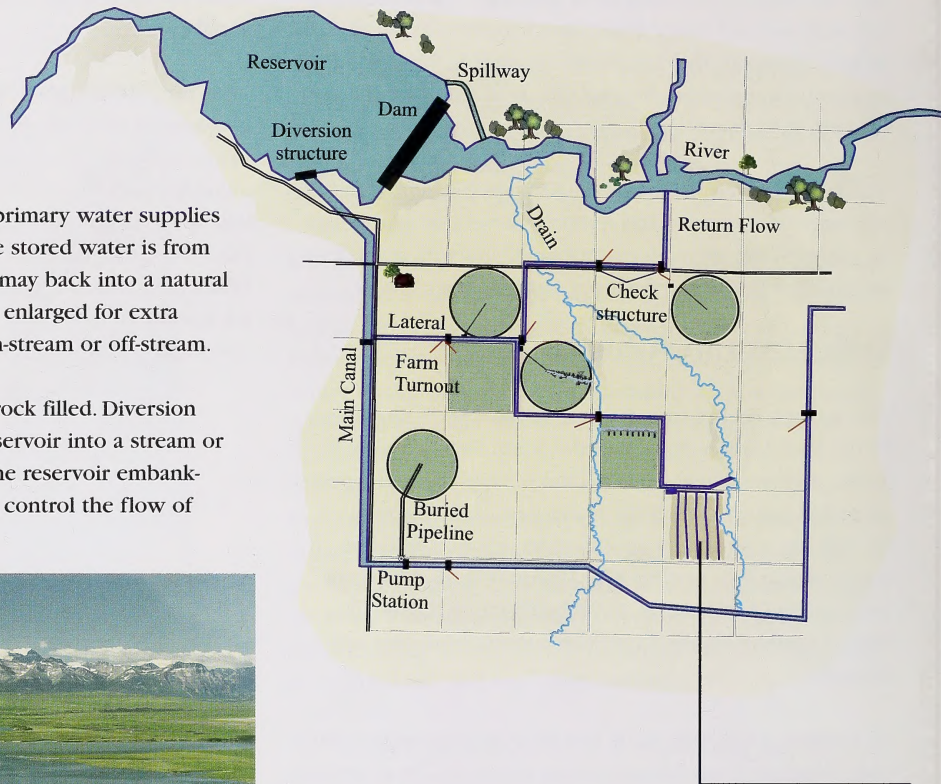 Reservoir
Spillway
Dam
Diversion
structure
River
Return Flow
Drain
Check
structure
Lateral
Farm
Turnout
Main Canal
Buried
Pipeline
Pump
Station
primary water supplies
e stored water is from
may back into a natural
enlarged for extra
n-stream or off-stream.
rock filled. Diversion
servoir into a stream or
ne reservoir embank-
control the flow of